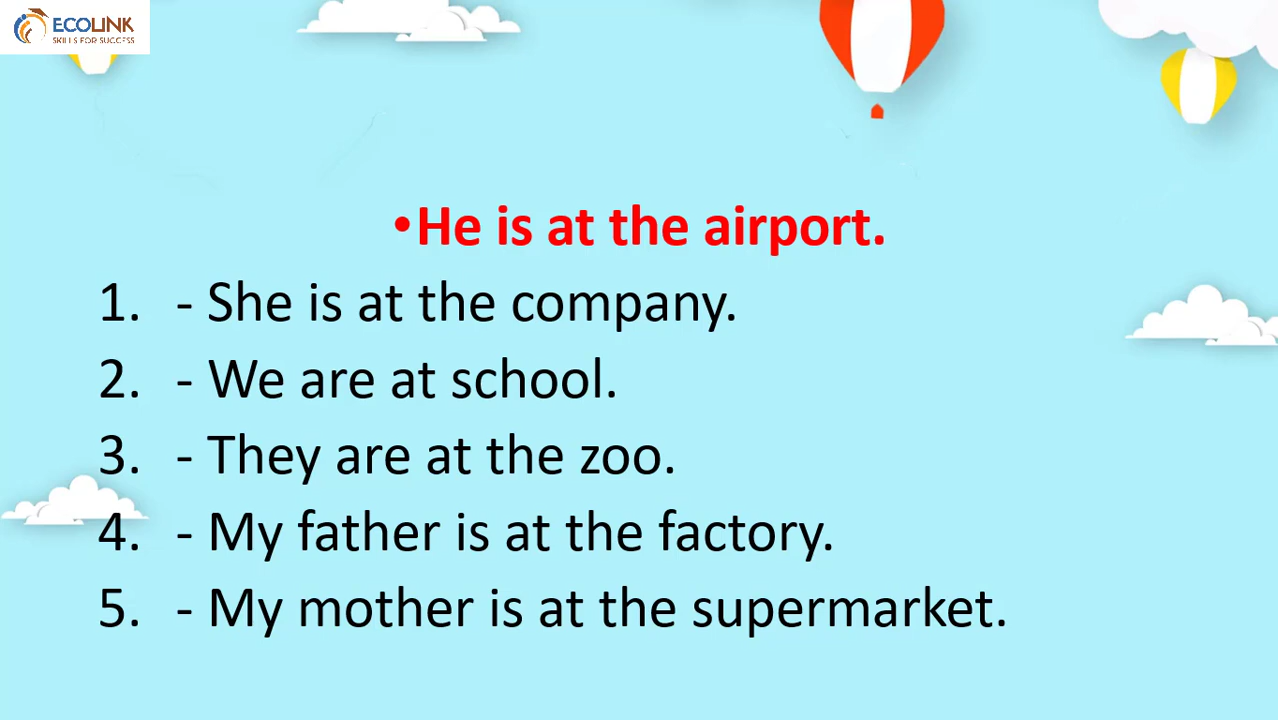 ECOLINK
SKILLS FOR SUCCESS
•He is at the airport.
1. - She is at the company.
2. - We are at school.
3. - They are at the zoo.
4. - My father is at the factory.
5. - My mother is at the supermarket.